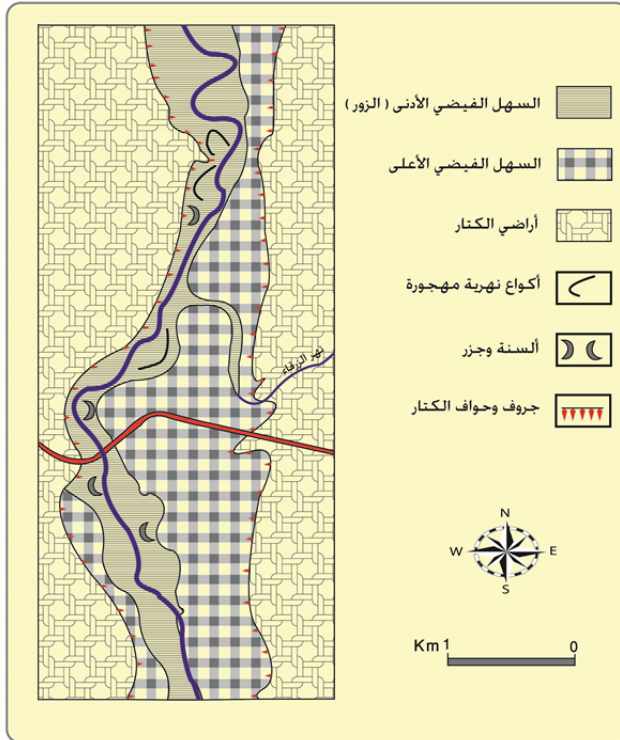 السهل الفيضي الأدنى ( الزور )
السهل الفيضي الأعلى
أراضي الكتار
أكواع نهرية مهجورة
ألسنة وجزر
جروف وحواف الكتار
نهر الزرقاء
N
W E
S
Km 1 0